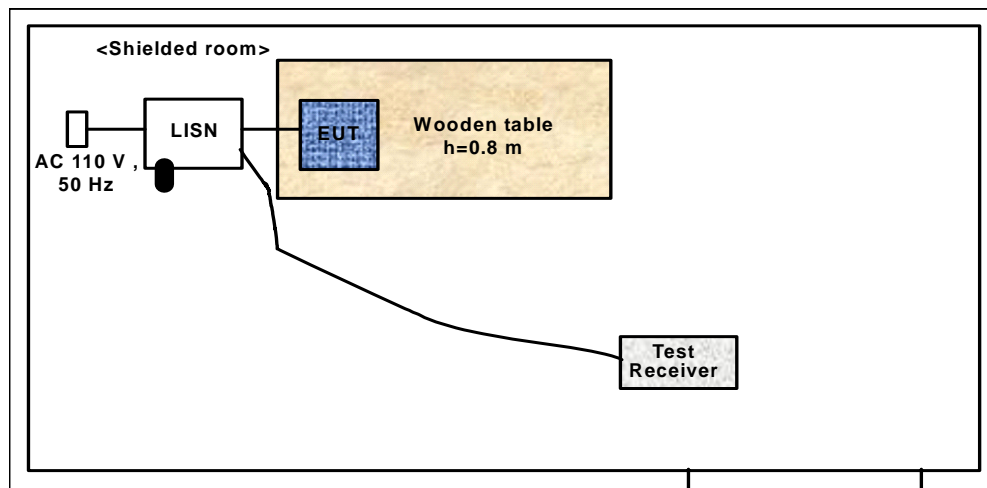 <Shielded room>
LISN
EUT
Wooden table
h=0.8 m
AC 110 V ,
50 Hz
Test
Receiver